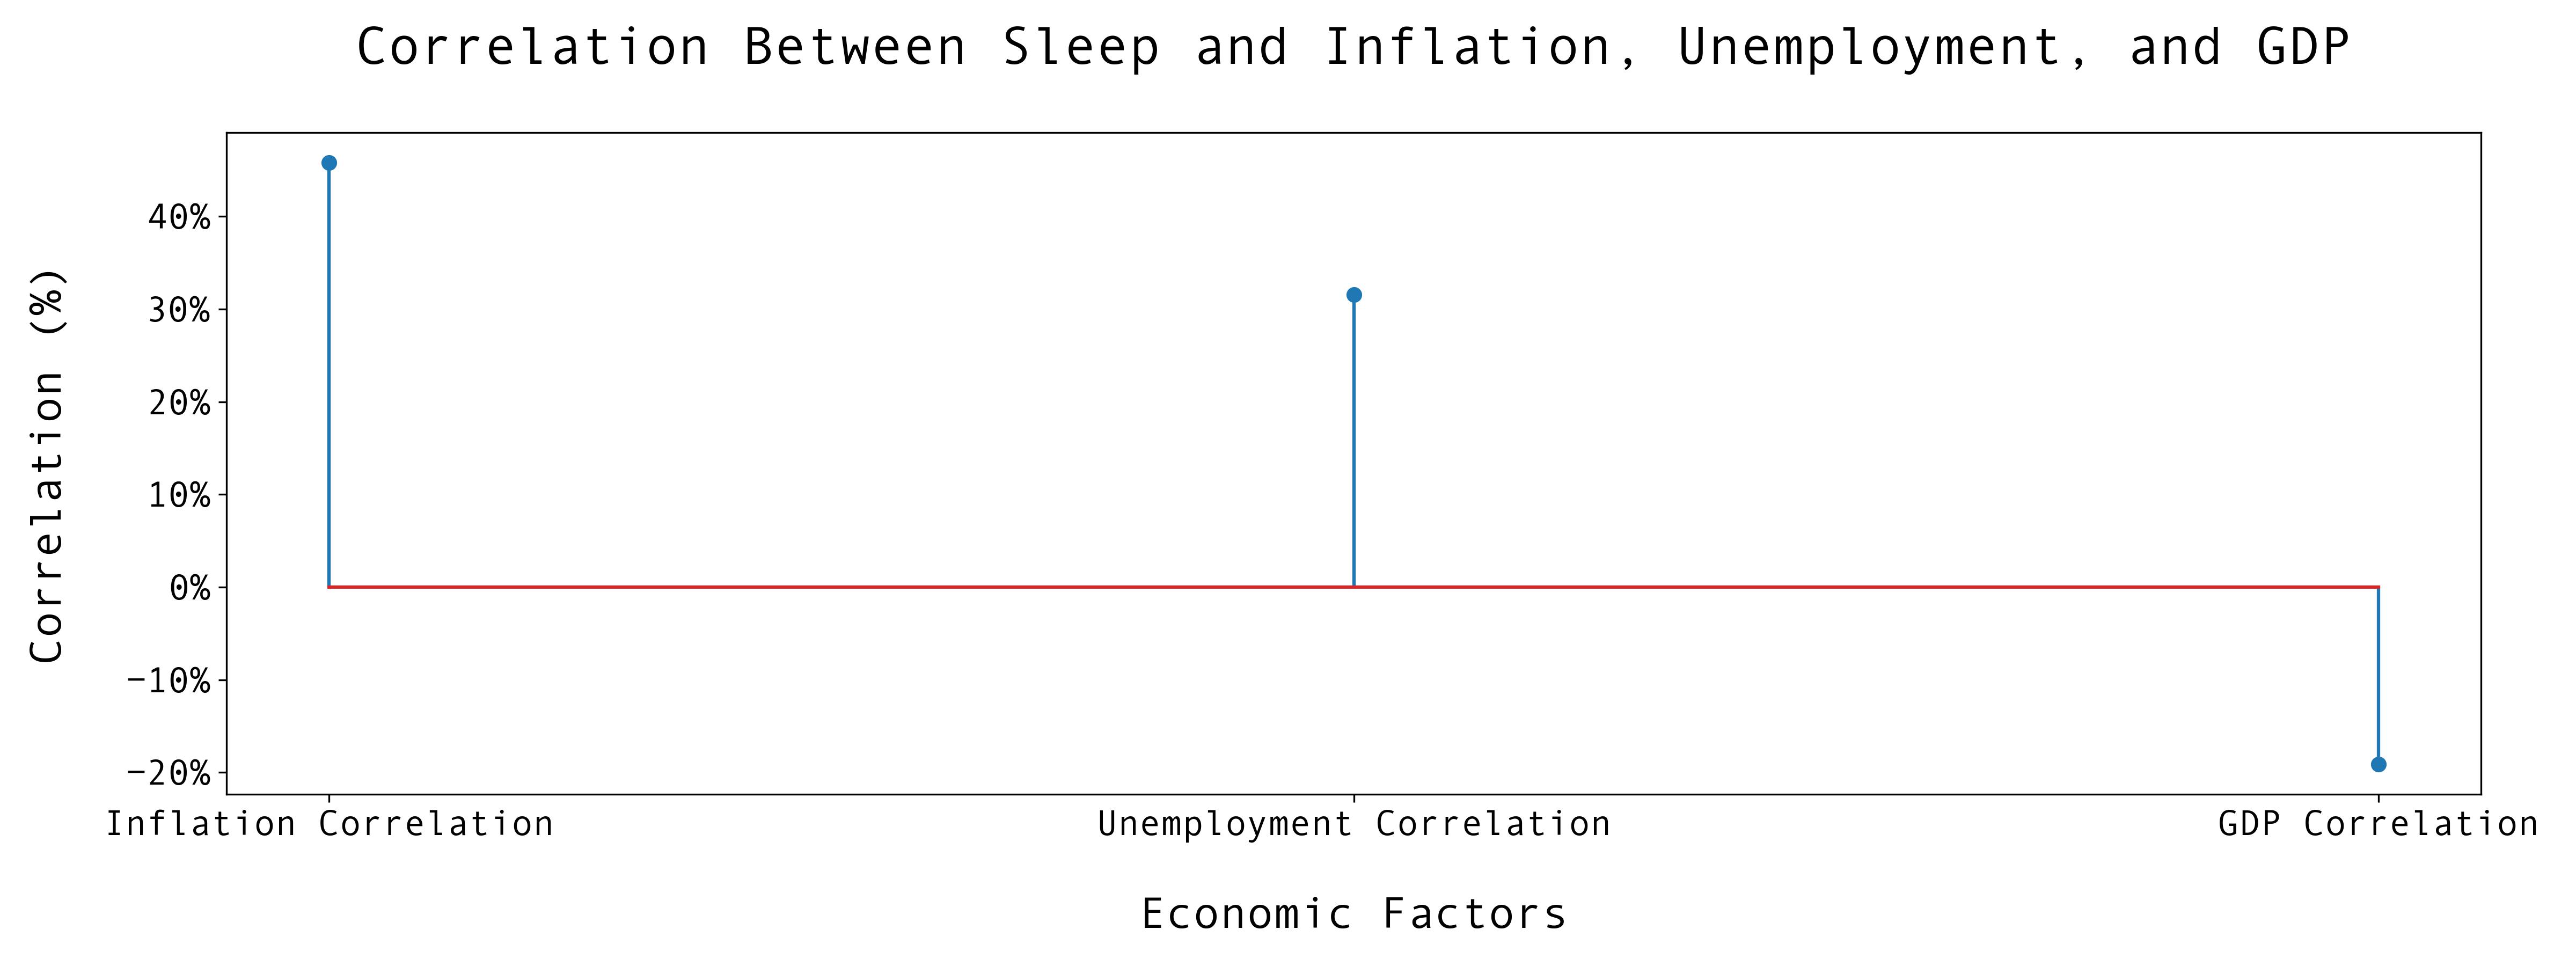 Correlation Between Sleep and Inflation, Unemployment, and GDP
Correlation (%)
40%
30%
20%
10%
0%
−10%
−20%
Inflation Correlation
Unemployment Correlation
GDP Correlation
Economic Factors